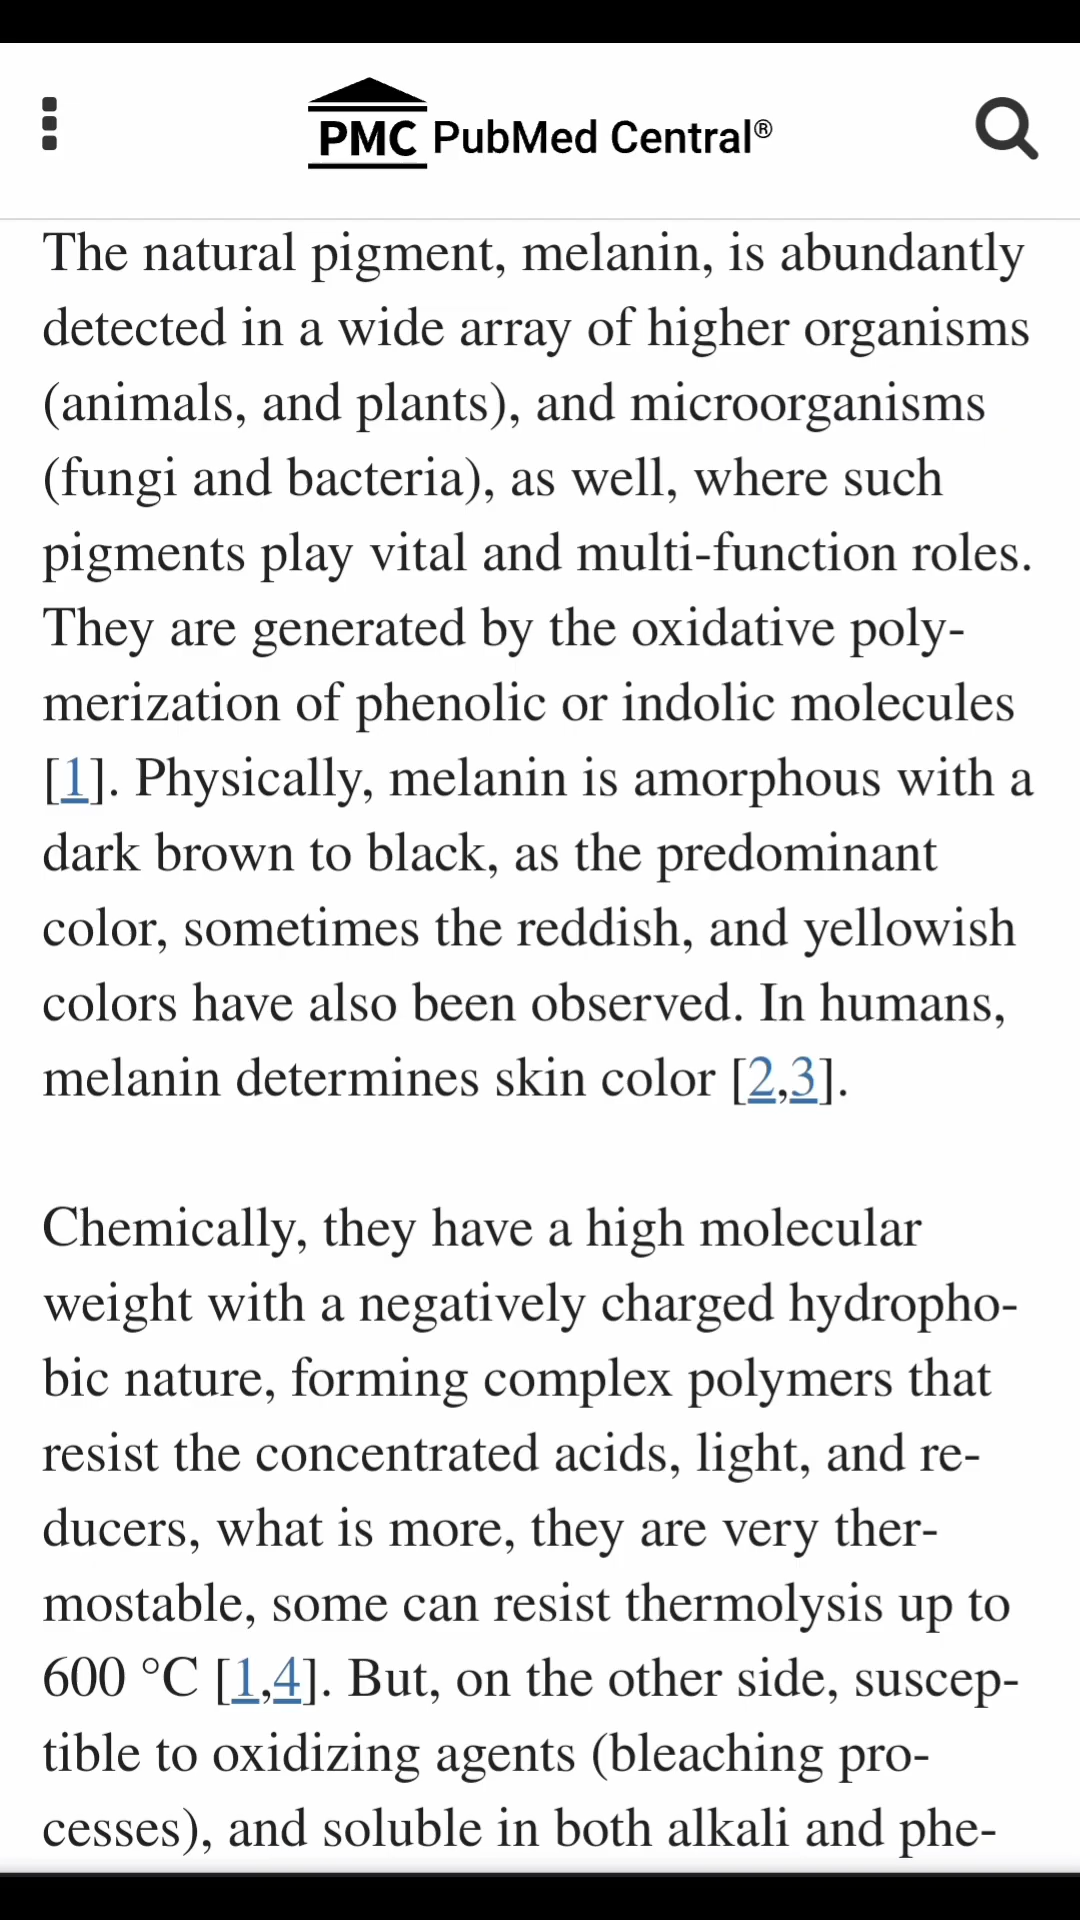 PMC PubMed Central®
The natural pigment, melanin, is abundantly
detected in a wide array of higher organisms
(animals, and plants), and microorganisms
(fungi and bacteria), as well, where such
pigments play vital and multi-function roles.
They are generated by the oxidative poly-
merization of phenolic or indolic molecules
[1]. Physically, melanin is amorphous with a
dark brown to black, as the predominant
color, sometimes the reddish, and yellowish
colors have also been observed. In humans,
melanin determines skin color [2,3].
Chemically, they have a high molecular
weight with a negatively charged hydropho-
bic nature, forming complex polymers that
resist the concentrated acids, light, and re-
ducers, what is more, they are very ther-
mostable, some can resist thermolysis up to
600 °C [1,4]. But, on the other side, suscep-
tible to oxidizing agents (bleaching pro-
cesses), and soluble in both alkali and phe-